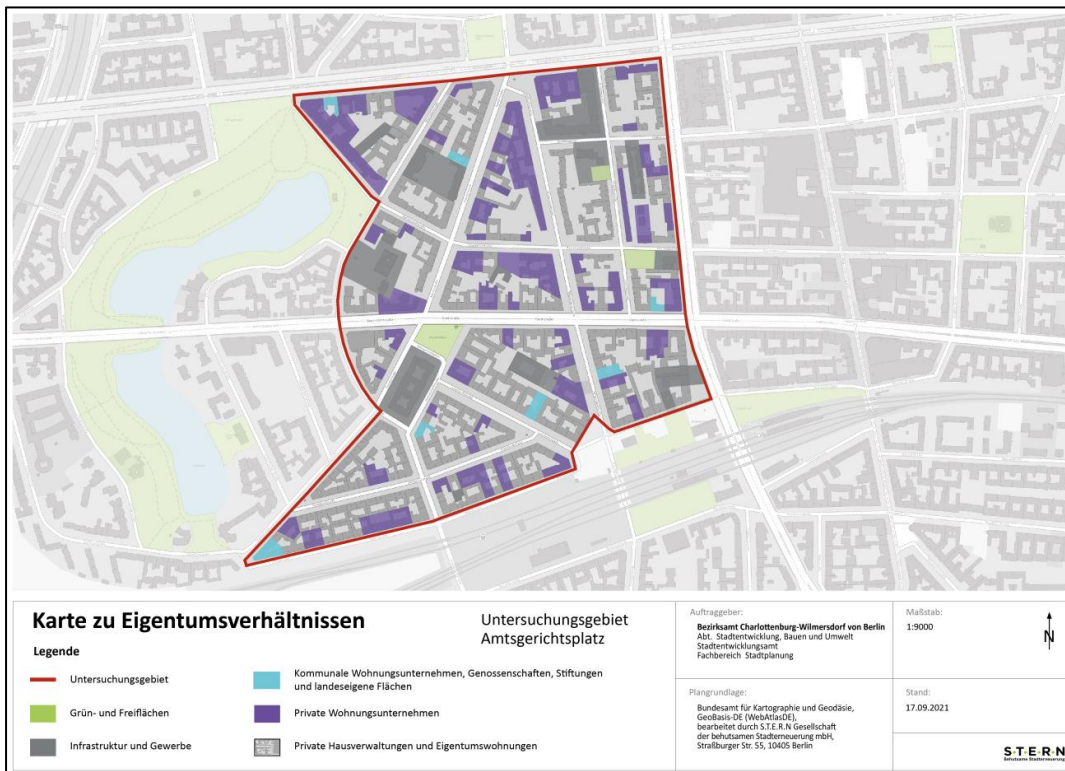 Karte zu Eigentumsverhältnissen
Untersuchungsgebiet
Amtsgerichtsplatz
Legende
Untersuchungsgebiet
Grün- und Freiflächen
Infrastruktur und Gewerbe
Kommunale Wohnungsunternehmen, Genossenschaften, Stiftungen
und landeseigene Flächen
Private Wohnungsunternehmen
Private Hausverwaltungen und Eigentumswohnungen
Auftraggeber:
Bezirksamt Charlottenburg-Wilmersdorf von Berlin
Abt. Stadtentwicklung, Bauen und Umwelt
Stadtentwicklungsamt
Fachbereich Stadtplanung
Maßstab:
1:9000
N
Plangrundlage:
Bundesamt für Kartographie und Geodäsie,
GeoBasis-DE (WebAtlasDE),
bearbeitet durch S.T.E.R.N Gesellschaft
der behutsamen Stadterneuerung mbH,
Straßburger Str. 55, 10405 Berlin
Stand:
17.09.2021
S·T·E·R·N
Behutsame Stadterneuerung